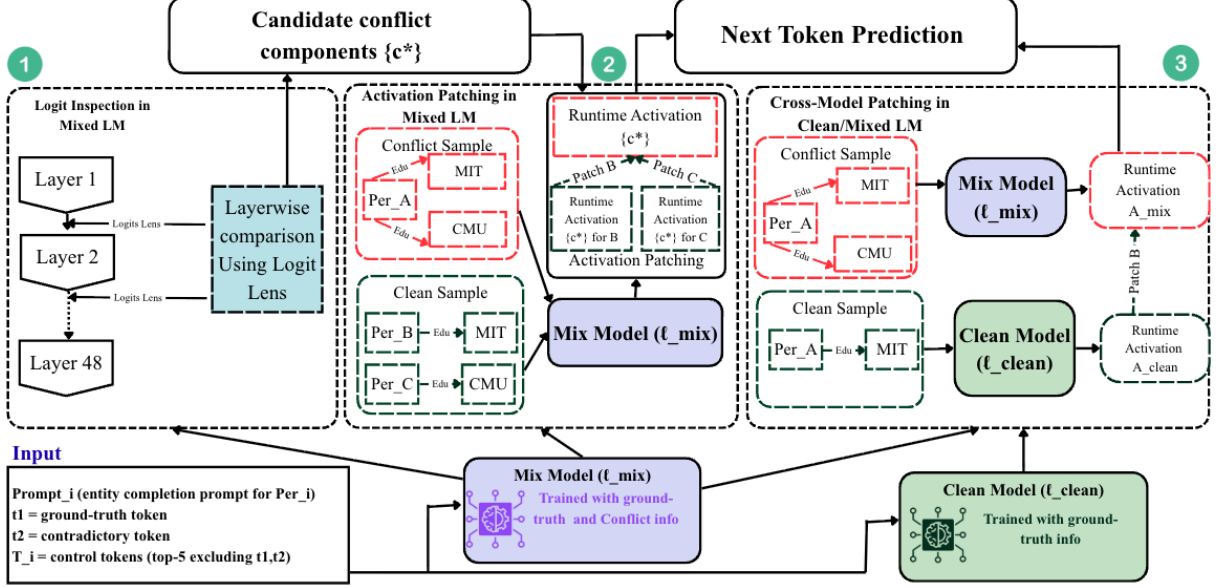 Candidate conflict
components {c*}
Next Token Prediction
1
2
3
Logit Inspection in
Mixed LM
Layer 1
Logits Lens
Layer 2
Logits Lens
Layer 48
Layerwise
comparison
Using Logit
Lens
Activation Patching in
Mixed LM
Conflict Sample
Edu
MIT
Per_A
Edu
CMU
Clean Sample
Per_B
Edu
MIT
Per_C
Edu
CMU
Runtime Activation
{c*}
Patch B
Patch C
Runtime
Activation
{c*} for B
Runtime
Activation
{c*} for C
Activation Patching
Mix Model (ℓ_mix)
Cross-Model Patching in
Clean/Mixed LM
Conflict Sample
Edu
MIT
Per_A
Edu
CMU
Mix Model
(ℓ_mix)
Runtime
Activation
A_mix
Patch B
Clean Sample
Per_A
Edu
MIT
Clean Model
(ℓ_clean)
Runtime
Activation
A_clean
Input
Prompt_i (entity completion prompt for Per_i)
t1 = ground-truth token
t2 = contradictory token
T_i = control tokens (top-5 excluding t1,t2)
Mix Model (ℓ_mix)
Trained with ground-
truth and Conflict info
Clean Model (ℓ_clean)
Trained with ground-
truth info